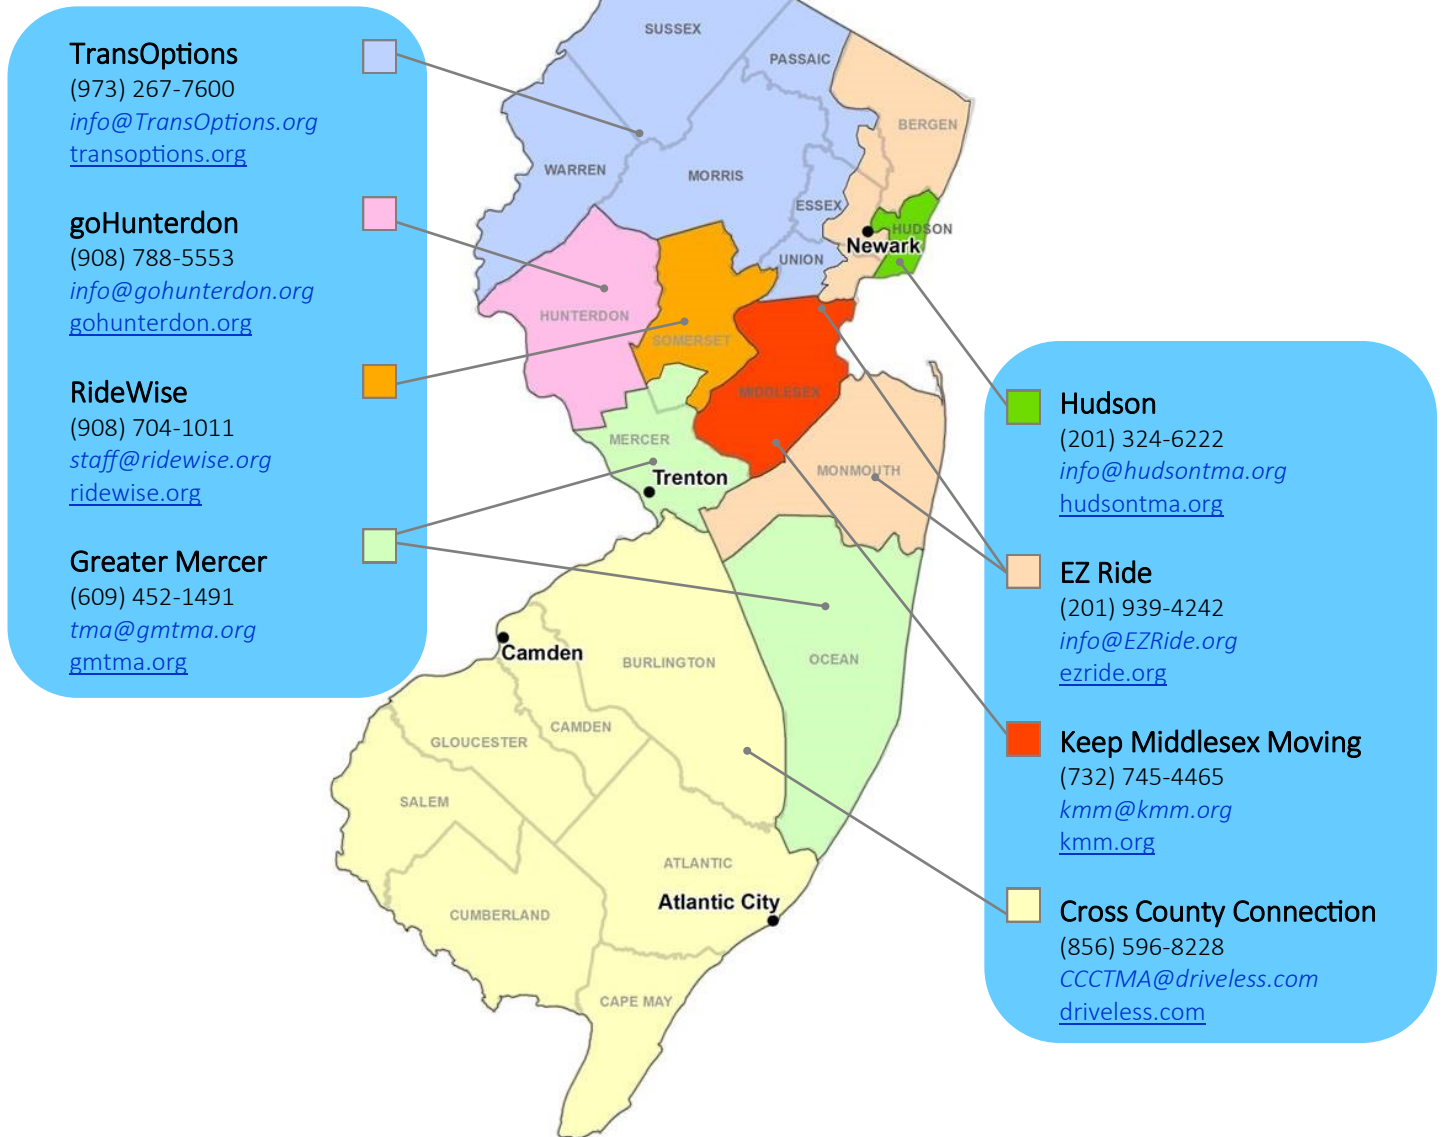 TransOptions
(973) 267-7600
info@TransOptions.org
transoptions.org
goHunterdon
(908) 788-5553
info@gohunterdon.org
gohunterdon.org
RideWise
(908) 704-1011
staff@ridewise.org
ridewise.org
Greater Mercer
(609) 452-1491
tma@gmtma.org
gmtma.org
SUSSEX
PASSAIC
BERGEN
WARREN
MORRIS
ESSEX
HUDSON
Newark
UNION
HUNTERDON
SOMERSET
MIDDLESEX
MERCER
MONMOUTH
Trenton
Camden
BURLINGTON
OCEAN
CAMDEN
GLOUCESTER
SALEM
ATLANTIC
Atlantic City
CUMBERLAND
CAPE MAY
Hudson
(201) 324-6222
info@hudsontma.org
hudsontma.org
EZ Ride
(201) 939-4242
info@EZRide.org
ezride.org
Keep Middlesex Moving
(732) 745-4465
kmm@kmm.org
kmm.org
Cross County Connection
(856) 596-8228
CCCTMA@driveless.com
driveless.com